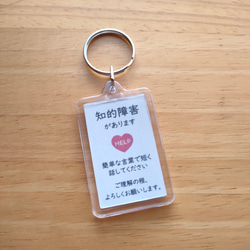 知的障害
があります
HELP
簡単な言葉で短く
話してください
ご理解の程、
よろしくお願いします。